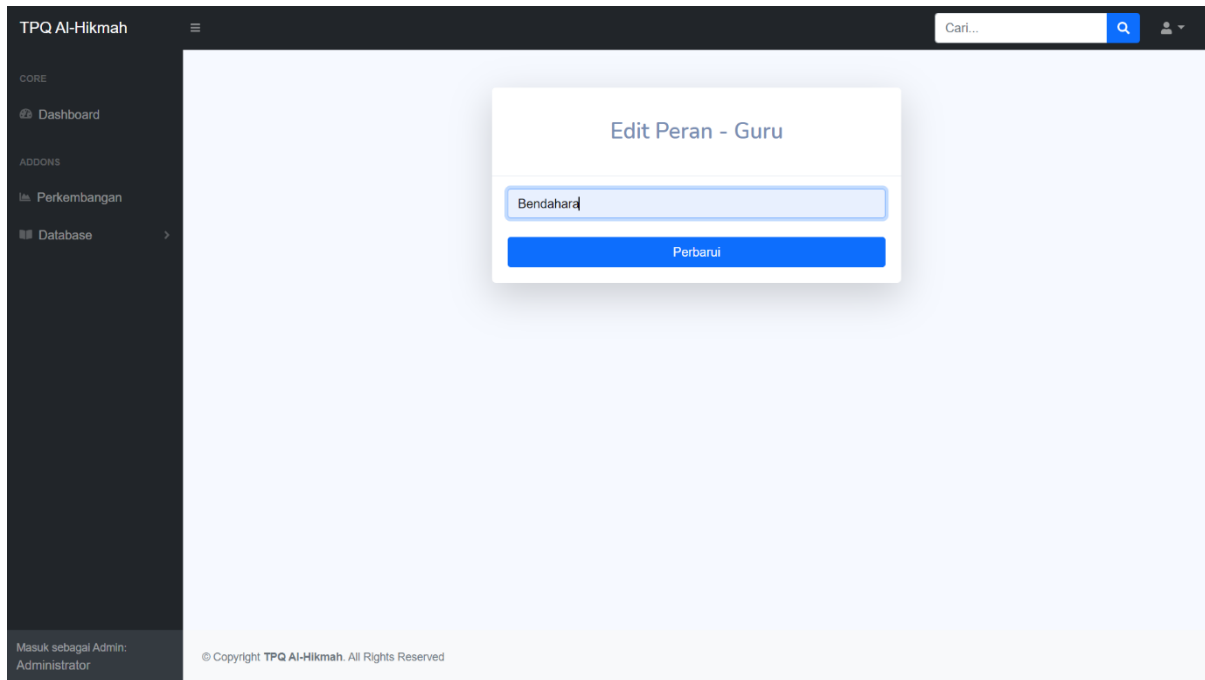 TPQ Al-Hikmah
Cari...
CORE
Dashboard
ADDONS
Perkembangan
Database
Edit Peran - Guru
Bendahara
Perbarui
Masuk sebagai Admin:
Administrator
© Copyright TPQ Al-Hikmah. All Rights Reserved